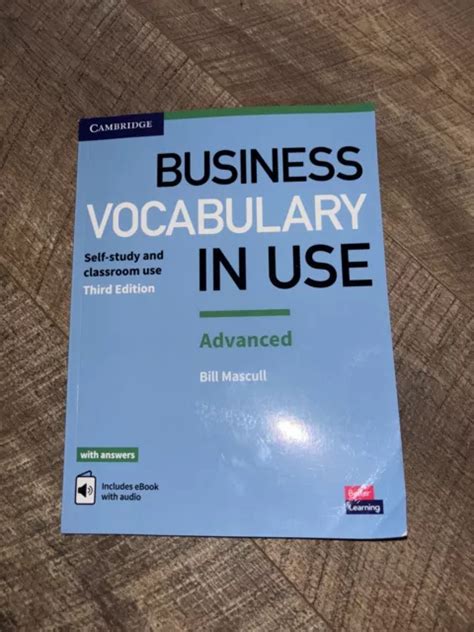 CAMBRIDGE
BUSINESS
VOCABULARY
IN USE
Self-study and
classroom use
Third Edition
Advanced
Bill Mascull
with answers
Includes eBook
with audio
Better
Learning